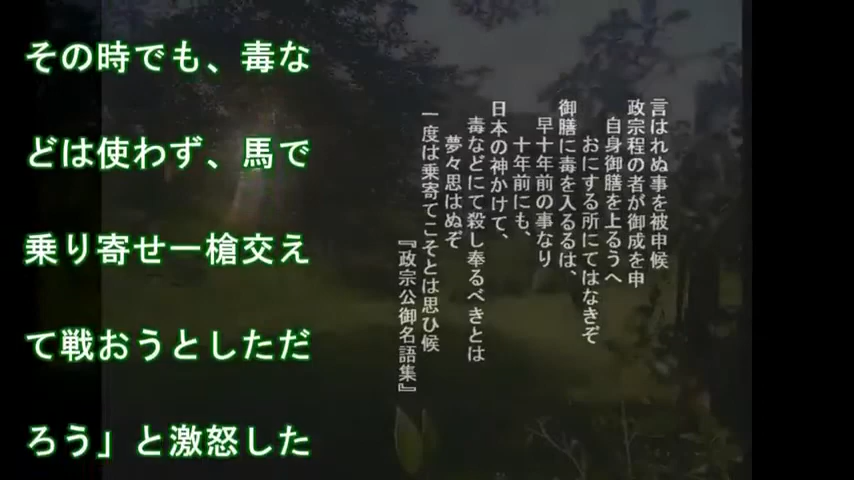 その時でも、毒な
どは使わず、馬で
乗り寄せ一槍交え
て戦おうとしただ
ろう」と激怒した
言はれぬ事を被申候
政宗程の者が御成を申
自身御膳を上るうへ
おにする所にてはなきぞ
御膳に毒を入るるは、
早十年前の事なり
十年前にも、
日本の神かけて、
毒などにて殺し奉るべきとは
夢々思はぬぞ
一度は乗寄てこそとは思ひ候
『政宗公御名語集』